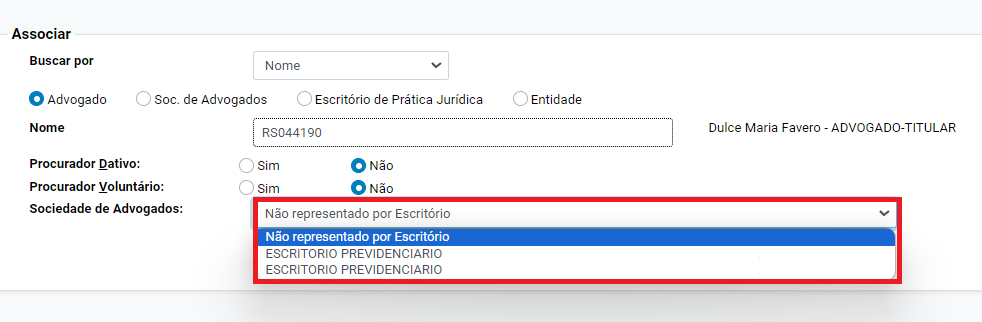 Associar
Buscar por Nome
Advogado Soc. de Advogados Escritório de Prática Jurídica Entidade
Nome RS044190 Dulce Maria Favero - ADVOGADO-TITULAR
Procurador Dativo: Sim Não
Procurador Voluntário: Sim Não
Sociedade de Advogados: Não representado por Escritório
Não representado por Escritório
ESCRITORIO PREVIDENCIARIO
ESCRITORIO PREVIDENCIARIO